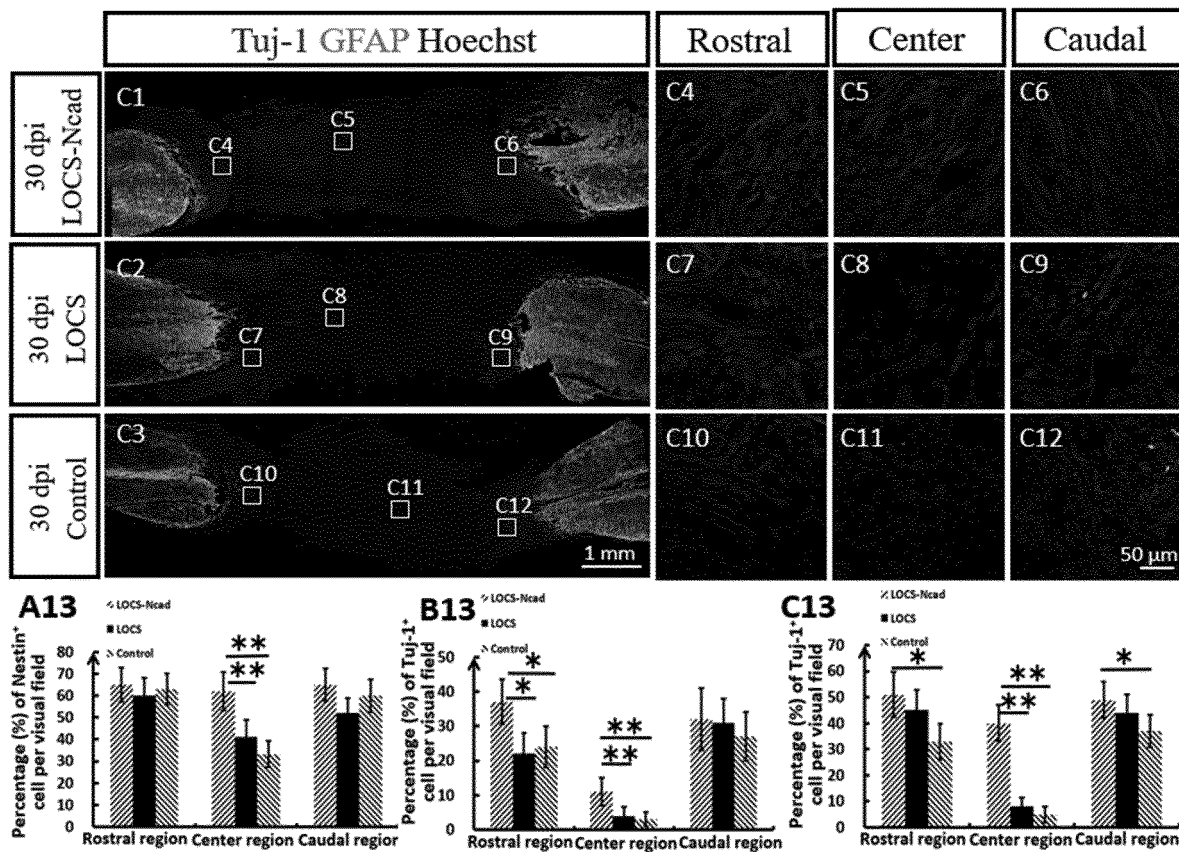 Tuj-1 GFAP Hoechst
Rostral
Center
Caudal
30 dpi
LOCS-Ncad
C1
C4
C5
C6
C4
C5
C6
30 dpi
LOCS
C2
C7
C8
C9
C7
C8
C9
30 dpi
Control
C3
C10
C11
C12
1 mm
C10
C11
C12
50 μm
A13
LOCS-Ncad
LOCS
Control
Percentage (%) of Nestin⁺
cell per visual field
80
70
60
50
40
30
20
10
0
**
**
Rostral region
Center region
Caudal region
B13
LOCS-Ncad
LOCS
Control
Percentage (%) of Tuj-1⁺
cell per visual field
50
40
30
20
10
0
*
*
**
**
Rostral region
Center region
Caudal region
C13
LOCS-Ncad
LOCS
Control
Percentage (%) of Tuj-1⁺
cell per visual field
70
60
50
40
30
20
10
0
*
**
**
*
Rostral region
Center region
Caudal region